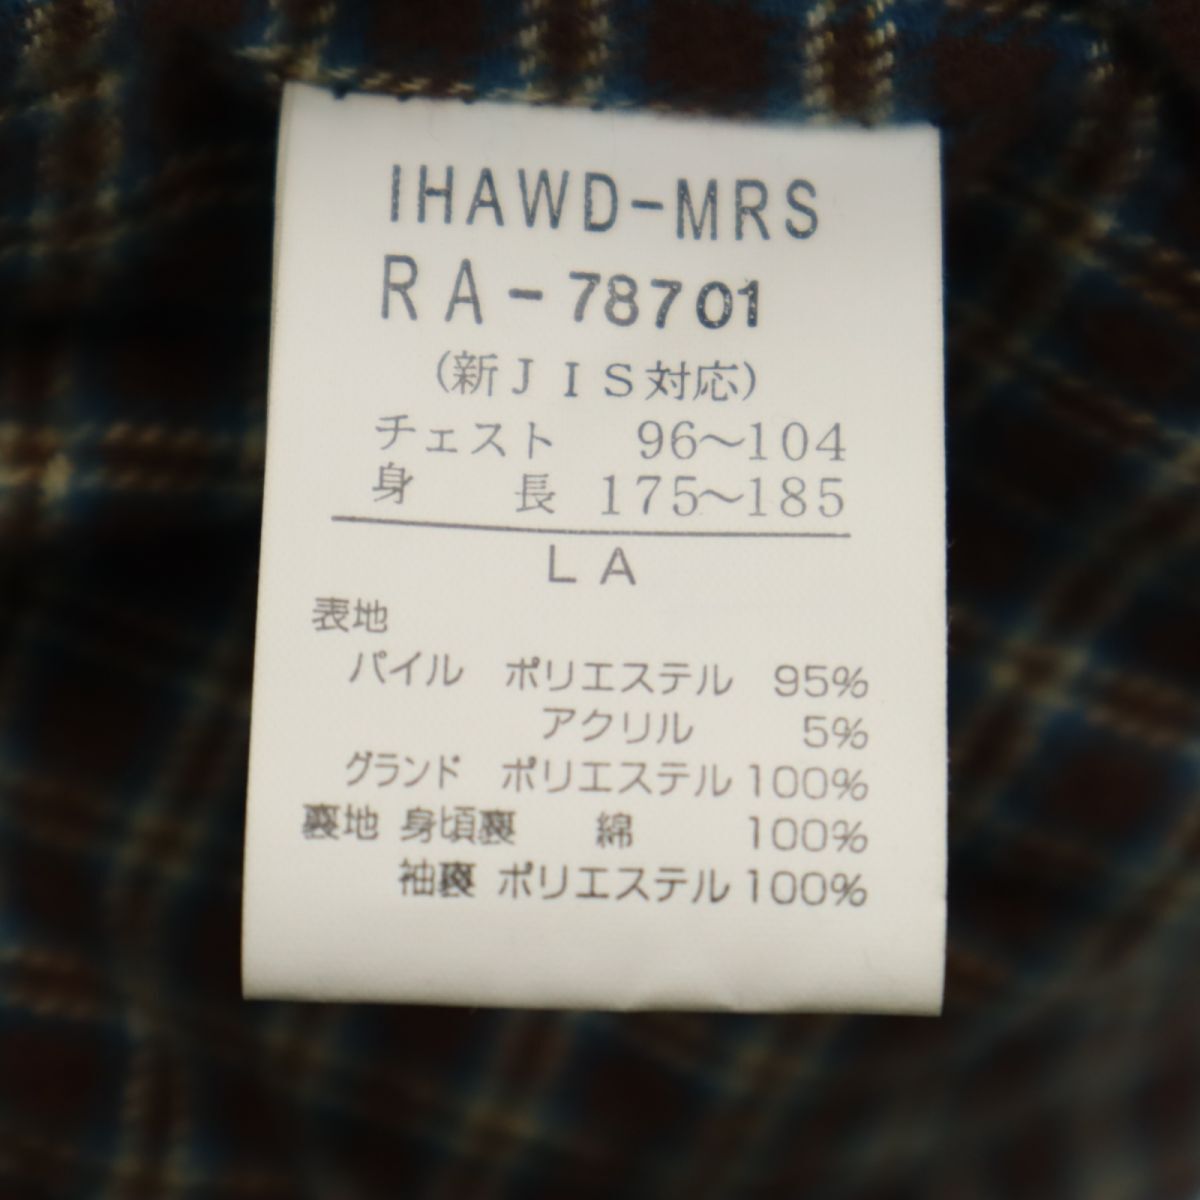 IHAWD-MRS
RA-78701
(新JIS対応)
チェスト 96~104
身 長 175~185
LA
表地
パイル ポリエステル 95%
アクリル 5%
グランド ポリエステル 100%
裏地 身頃裏 綿 100%
袖裏 ポリエステル 100%